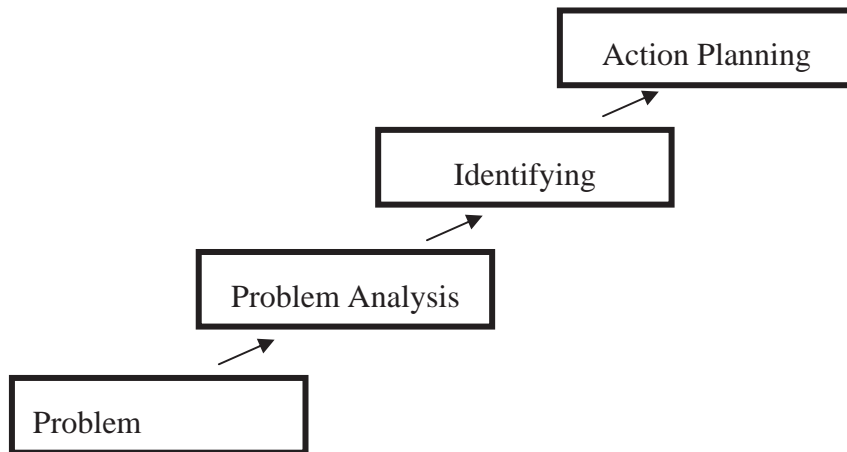 Action Planning
Identifying
Problem Analysis
Problem